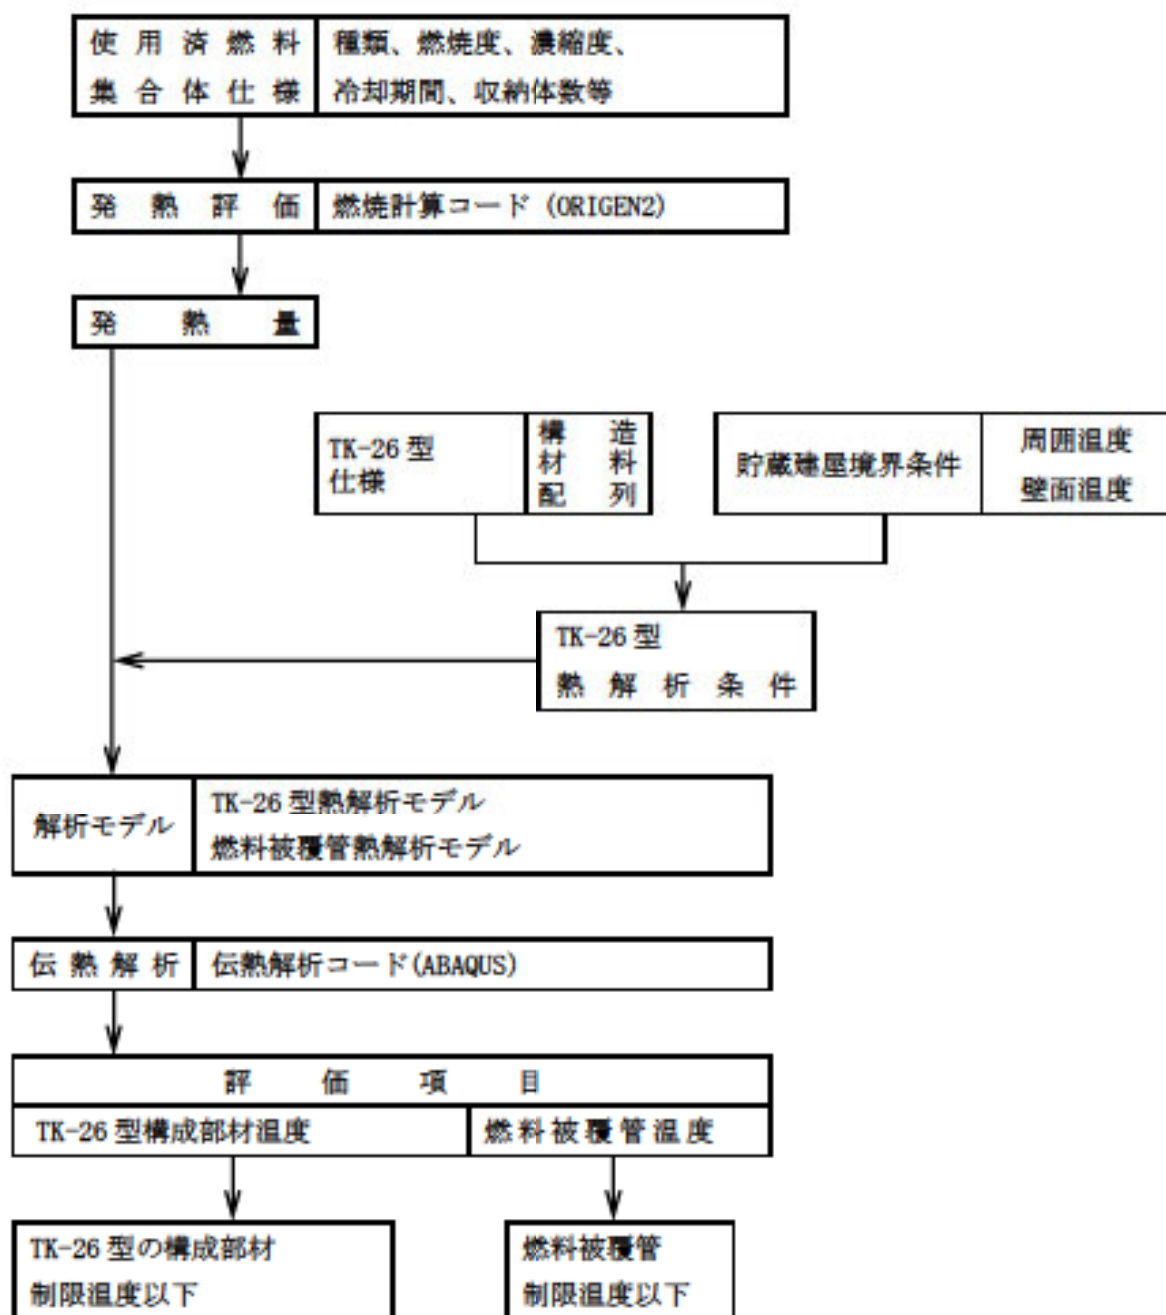 使用済燃料
集合体仕様
種類、燃焼度、濃縮度、
冷却期間、収納体数等
発熱評価
燃焼計算コード (ORIGEN2)
発熱量
TK-26型
仕様
構造
材料
配列
貯蔵建屋境界条件
周囲温度
壁面温度
TK-26型
熱解析条件
解析モデル
TK-26型熱解析モデル
燃料被覆管熱解析モデル
伝熱解析
伝熱解析コード(ABAQUS)
評価項目
TK-26型構成部材温度
燃料被覆管温度
TK-26型の構成部材
制限温度以下
燃料被覆管
制限温度以下